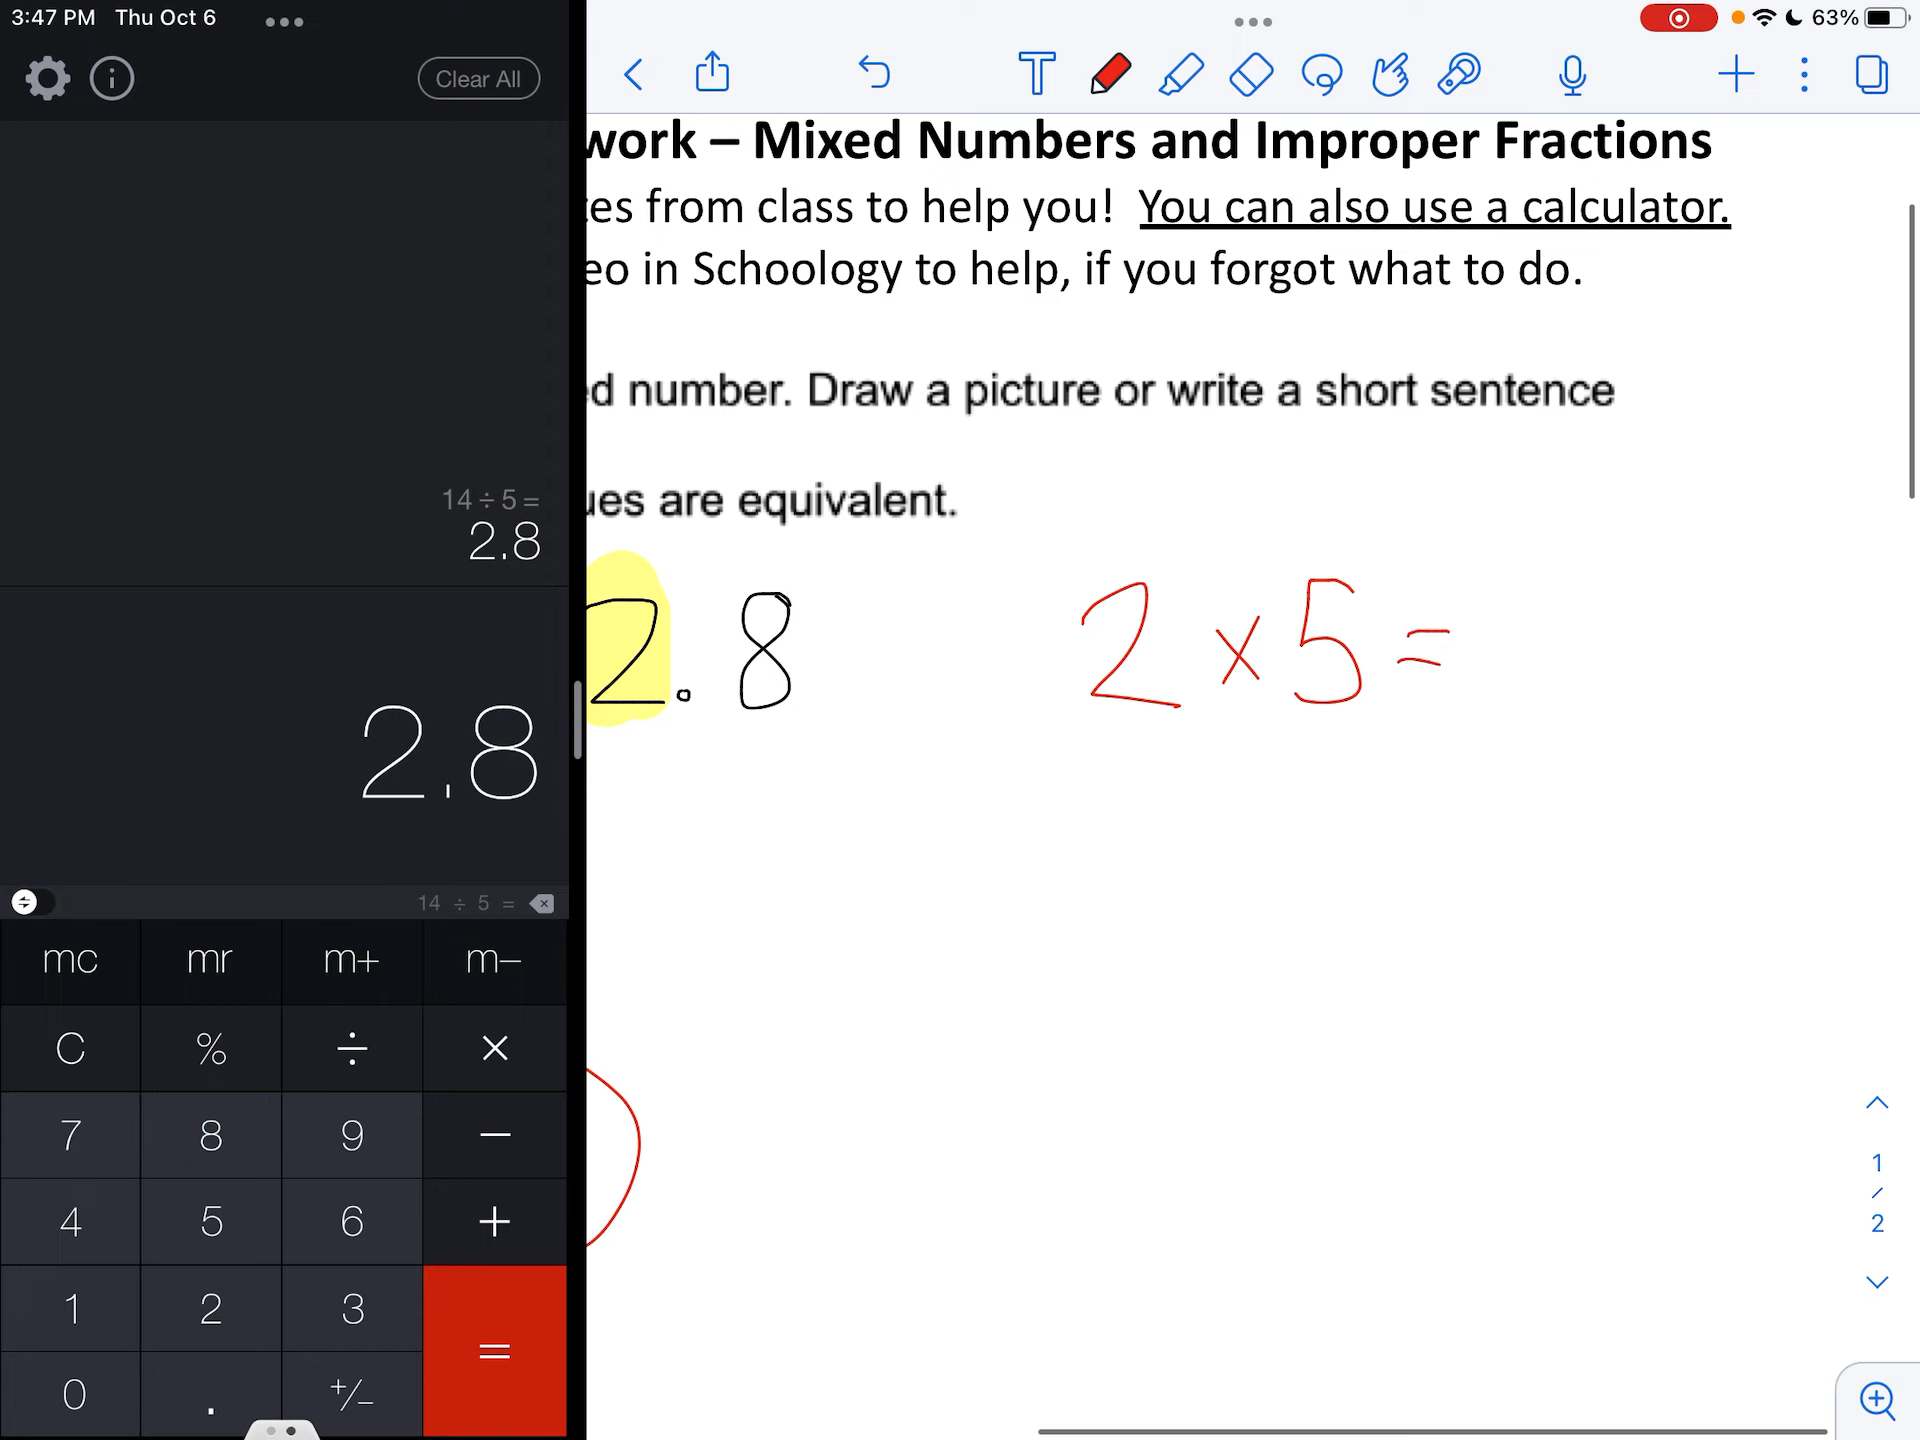 3:47 PM Thu Oct 6
63%
Clear All
14 ÷ 5 =
2.8
2.8
14 ÷ 5 =
mc mr m+ m–
C % ÷ ×
7 8 9 −
4 5 6 +
1 2 3 =
0 . +/−
work – Mixed Numbers and Improper Fractions
es from class to help you! You can also use a calculator.
eo in Schoology to help, if you forgot what to do.
d number. Draw a picture or write a short sentence
ues are equivalent.
2.8 2 x 5 =
1
/
2